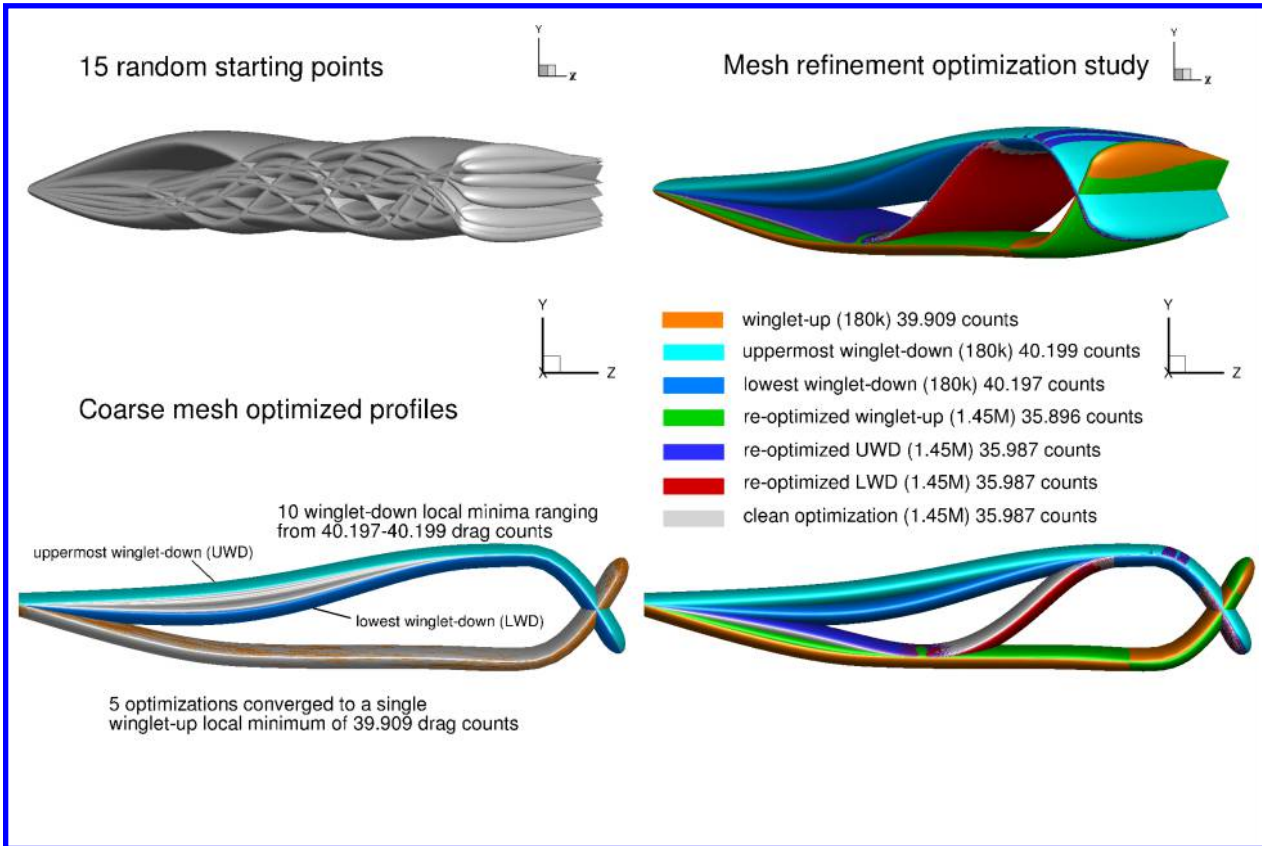 15 random starting points
Y
X
Mesh refinement optimization study
Y
X
Y
X
Z
Coarse mesh optimized profiles
10 winglet-down local minima ranging
from 40.197-40.199 drag counts
uppermost winglet-down (UWD)
lowest winglet-down (LWD)
5 optimizations converged to a single
winglet-up local minimum of 39.909 drag counts
winglet-up (180k) 39.909 counts
uppermost winglet-down (180k) 40.199 counts
lowest winglet-down (180k) 40.197 counts
re-optimized winglet-up (1.45M) 35.896 counts
re-optimized UWD (1.45M) 35.987 counts
re-optimized LWD (1.45M) 35.987 counts
clean optimization (1.45M) 35.987 counts
Y
X
Z